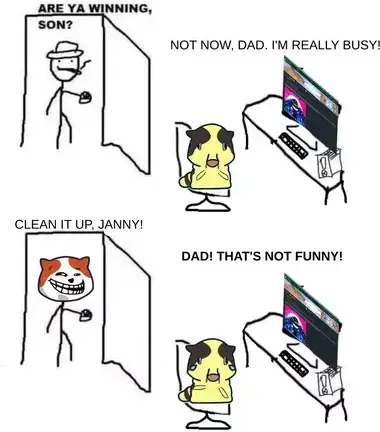 ARE YA WINNING,
SON?
NOT NOW, DAD. I'M REALLY BUSY!
CLEAN IT UP, JANNY!
DAD! THAT'S NOT FUNNY!